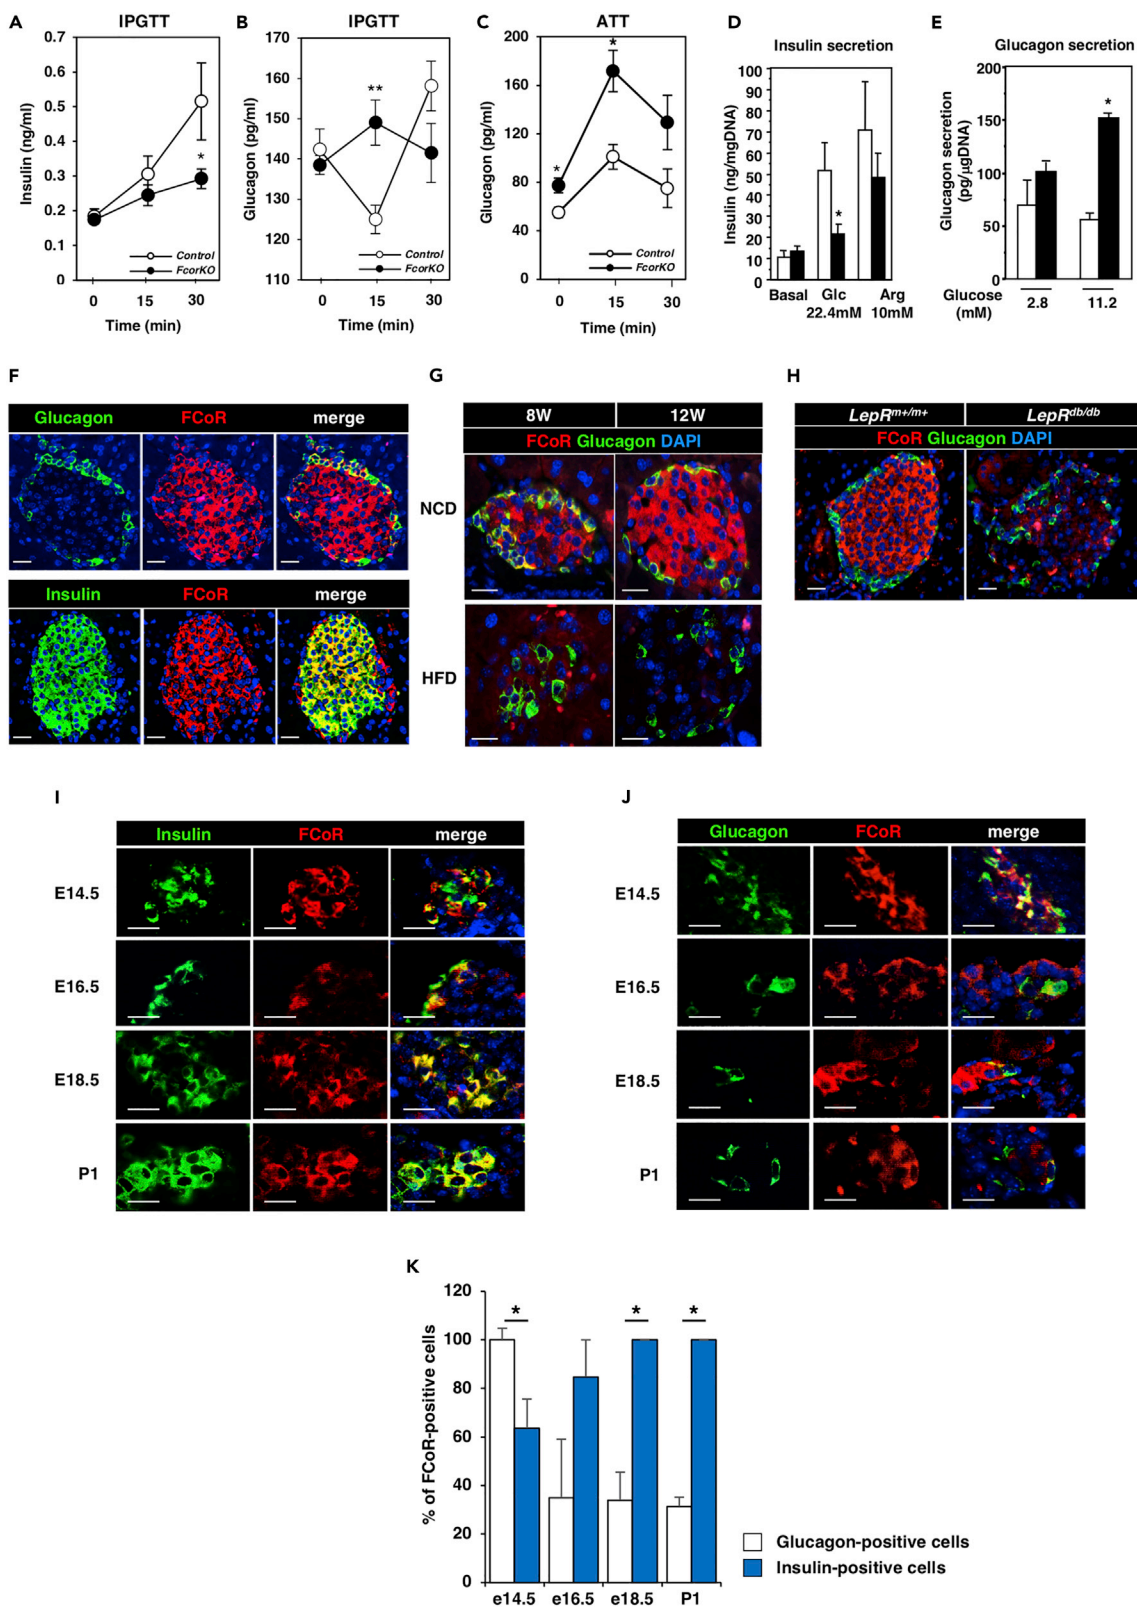 A
IPGTT
Insulin (ng/ml)
0.7
0.6
0.5
0.4
0.3
0.2
0.1
0
*
Control
FcorKO
0 15 30
Time (min)
B
IPGTT
Glucagon (pg/ml)
170
160
150
140
130
120
110
**
Control
FcorKO
0 15 30
Time (min)
C
ATT
Glucagon (pg/ml)
200
160
120
80
40
0
* *
Control
FcorKO
0 15 30
Time (min)
D
Insulin secretion
Insulin (ng/mgDNA)
100
90
80
70
60
50
40
30
20
10
0
*
Basal Glc Arg
22.4mM 10mM
E
Glucagon secretion
Glucagon secretion
(pg/μgDNA)
200
150
100
50
0
*
Glucose
(mM)
2.8 11.2
F
Glucagon FCoR merge
Insulin FCoR merge
G
8W 12W
FCoR Glucagon DAPI
NCD
HFD
H
LepRm+/m+ LepRdb/db
FCoR Glucagon DAPI
I
Insulin FCoR merge
E14.5
E16.5
E18.5
P1
J
Glucagon FCoR merge
E14.5
E16.5
E18.5
P1
K
% of FCoR-positive cells
120
100
80
60
40
20
0
* * *
e14.5 e16.5 e18.5 P1
Glucagon-positive cells
Insulin-positive cells